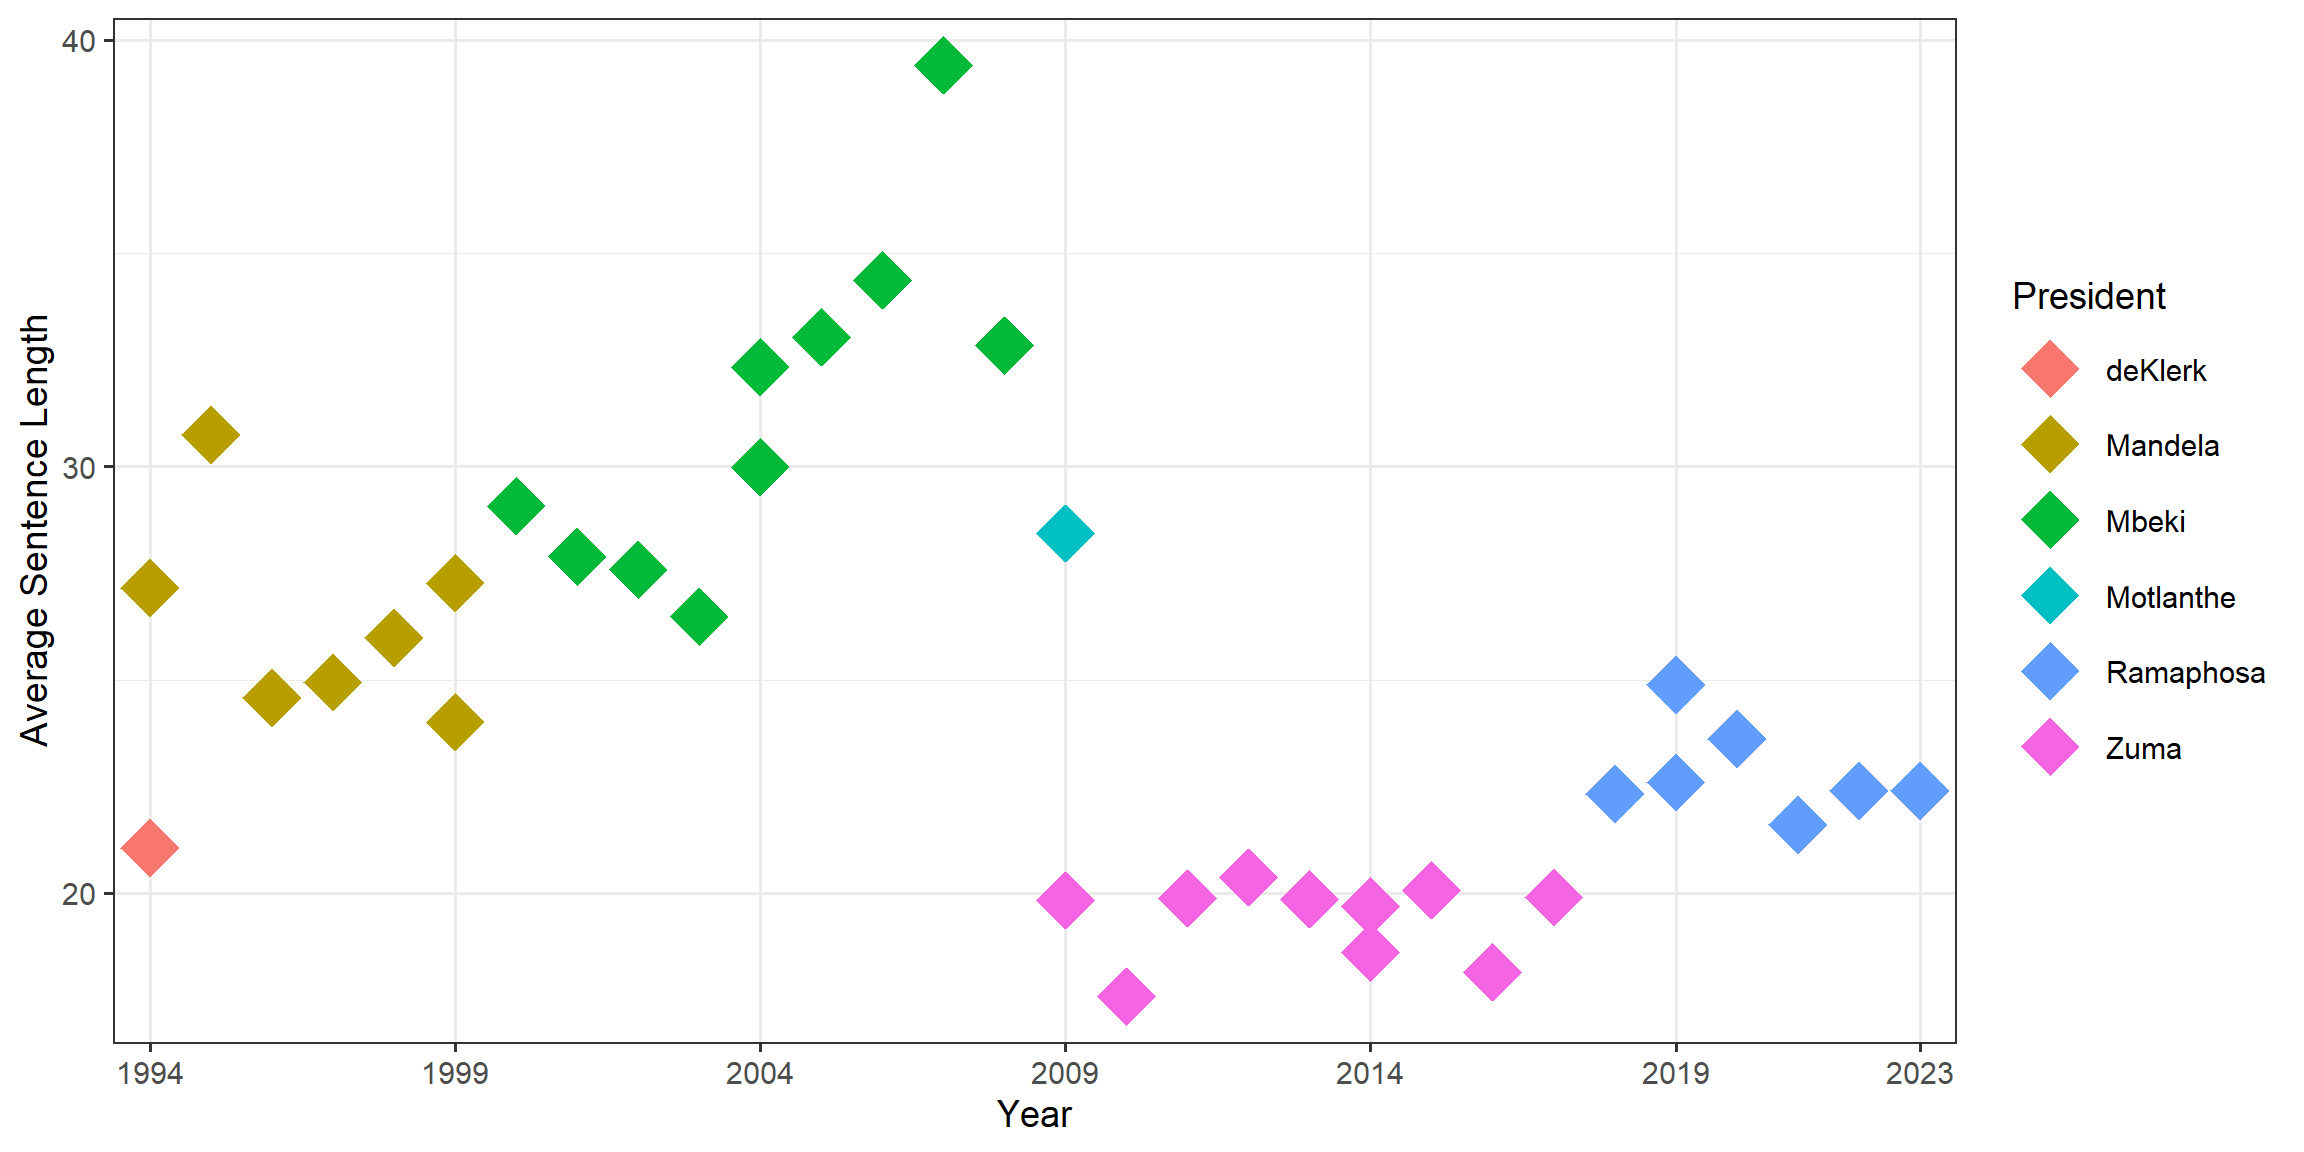 40
30
20
Average Sentence Length
1994 1999 2004 2009 2014 2019 2023
Year
President
deKlerk
Mandela
Mbeki
Motlanthe
Ramaphosa
Zuma